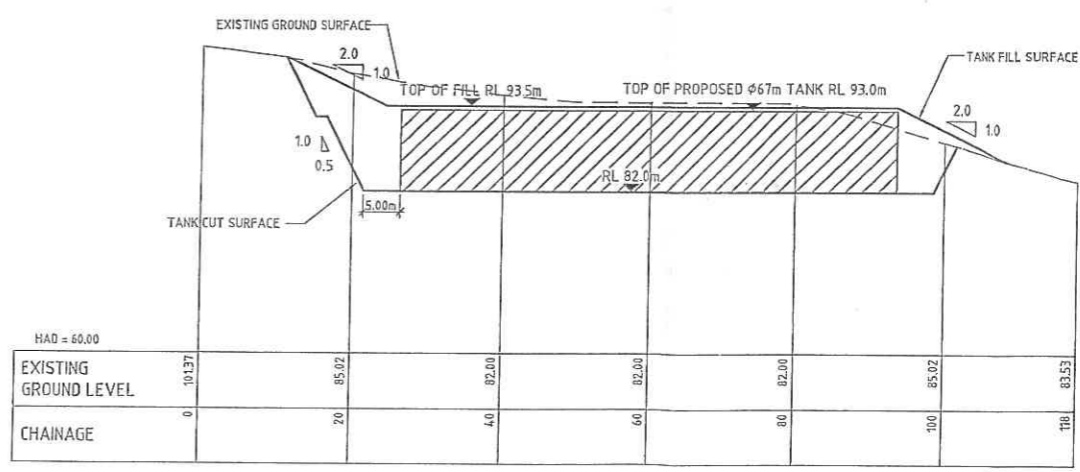 EXISTING GROUND SURFACE
2.0
1.0
TANK FILL SURFACE
TOP OF FILL RL 93.5m
TOP OF PROPOSED ϕ67m TANK RL 93.0m
2.0
1.0
1.0
0.5
RL 82.0m
5.00m
TANK CUT SURFACE
HAD = 60.00
EXISTING GROUND LEVEL
101.37 85.02 82.00 82.00 82.00 85.02 83.53
CHAINAGE
0 20 40 60 80 100 118